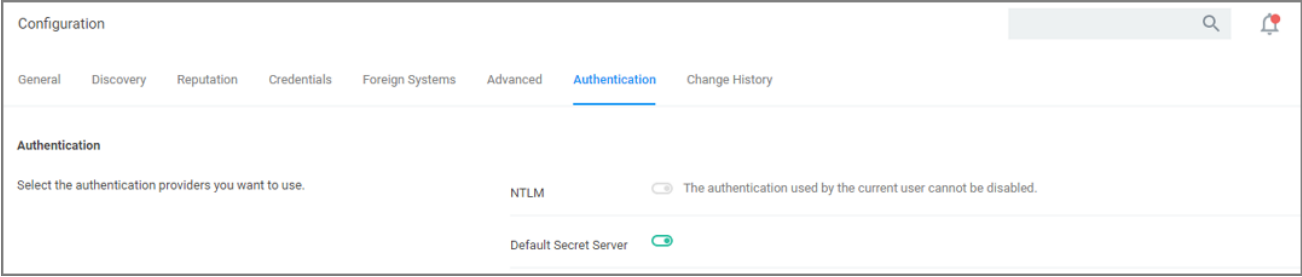 Configuration
General Discovery Reputation Credentials Foreign Systems Advanced Authentication Change History
Authentication
Select the authentication providers you want to use.
NTLM The authentication used by the current user cannot be disabled.
Default Secret Server